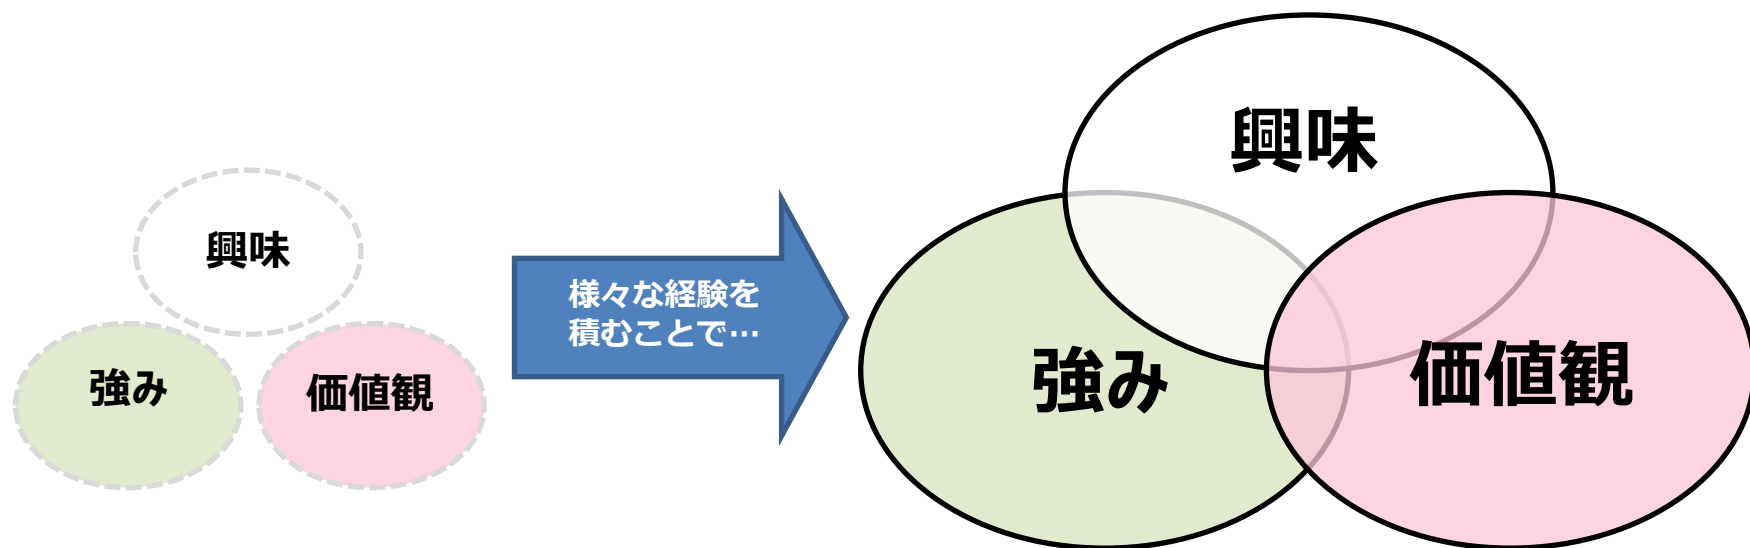 興味
強み
価値観
様々な経験を
積むことで…
興味
強み
価値観